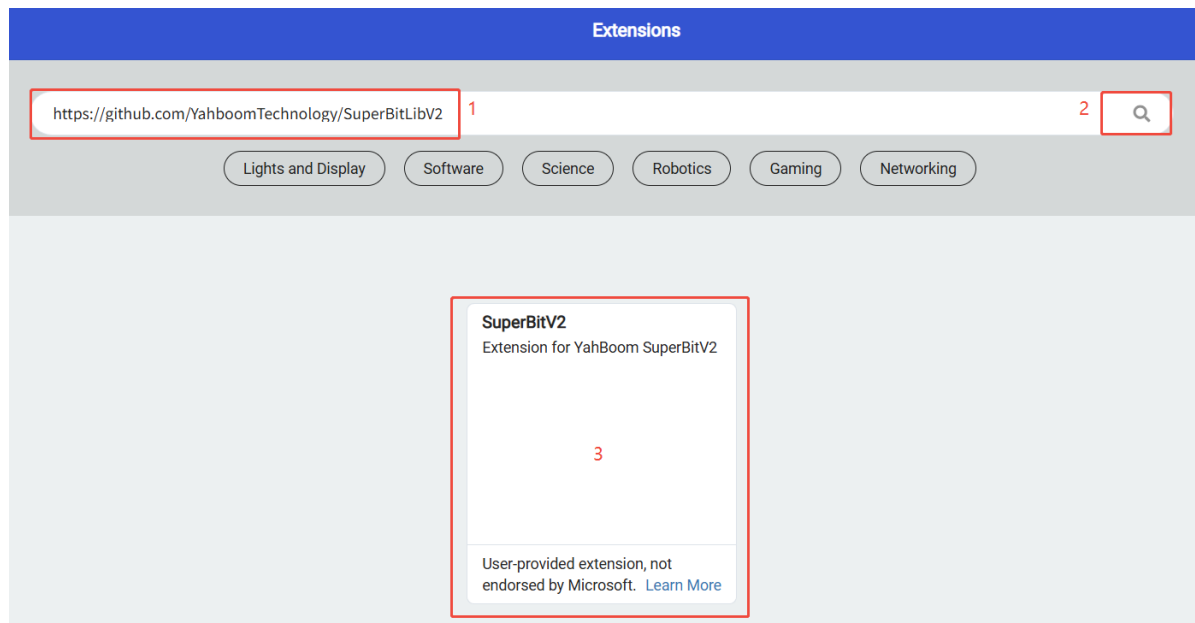 Extensions
https://github.com/YahboomTechnology/SuperBitLibV2
1
2
Lights and Display
Software
Science
Robotics
Gaming
Networking
SuperBitV2
Extension for YahBoom SuperBitV2
3
User-provided extension, not
endorsed by Microsoft. Learn More